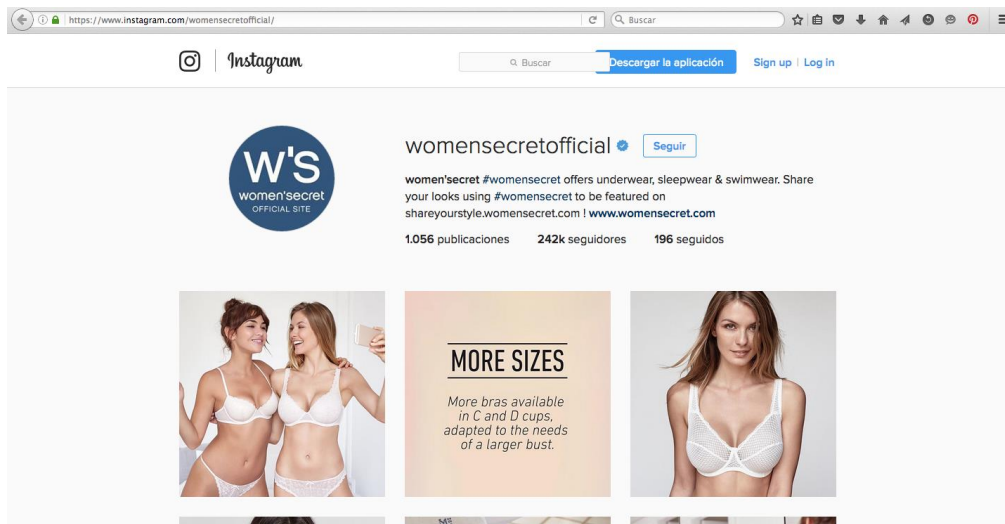 https://www.instagram.com/womensecretofficial/
Buscar
Instagram
Buscar
Descargar la aplicación
Sign up | Log in
W'S
women'secret
OFFICIAL SITE
womensecretofficial
Seguir
women'secret #womensecret offers underwear, sleepwear & swimwear. Share
your looks using #womensecret to be featured on
shareyourstyle.womensecret.com ! www.womensecret.com
1.056 publicaciones 242k seguidores 196 seguidos
MORE SIZES
More bras available
in C and D cups,
adapted to the needs
of a larger bust.